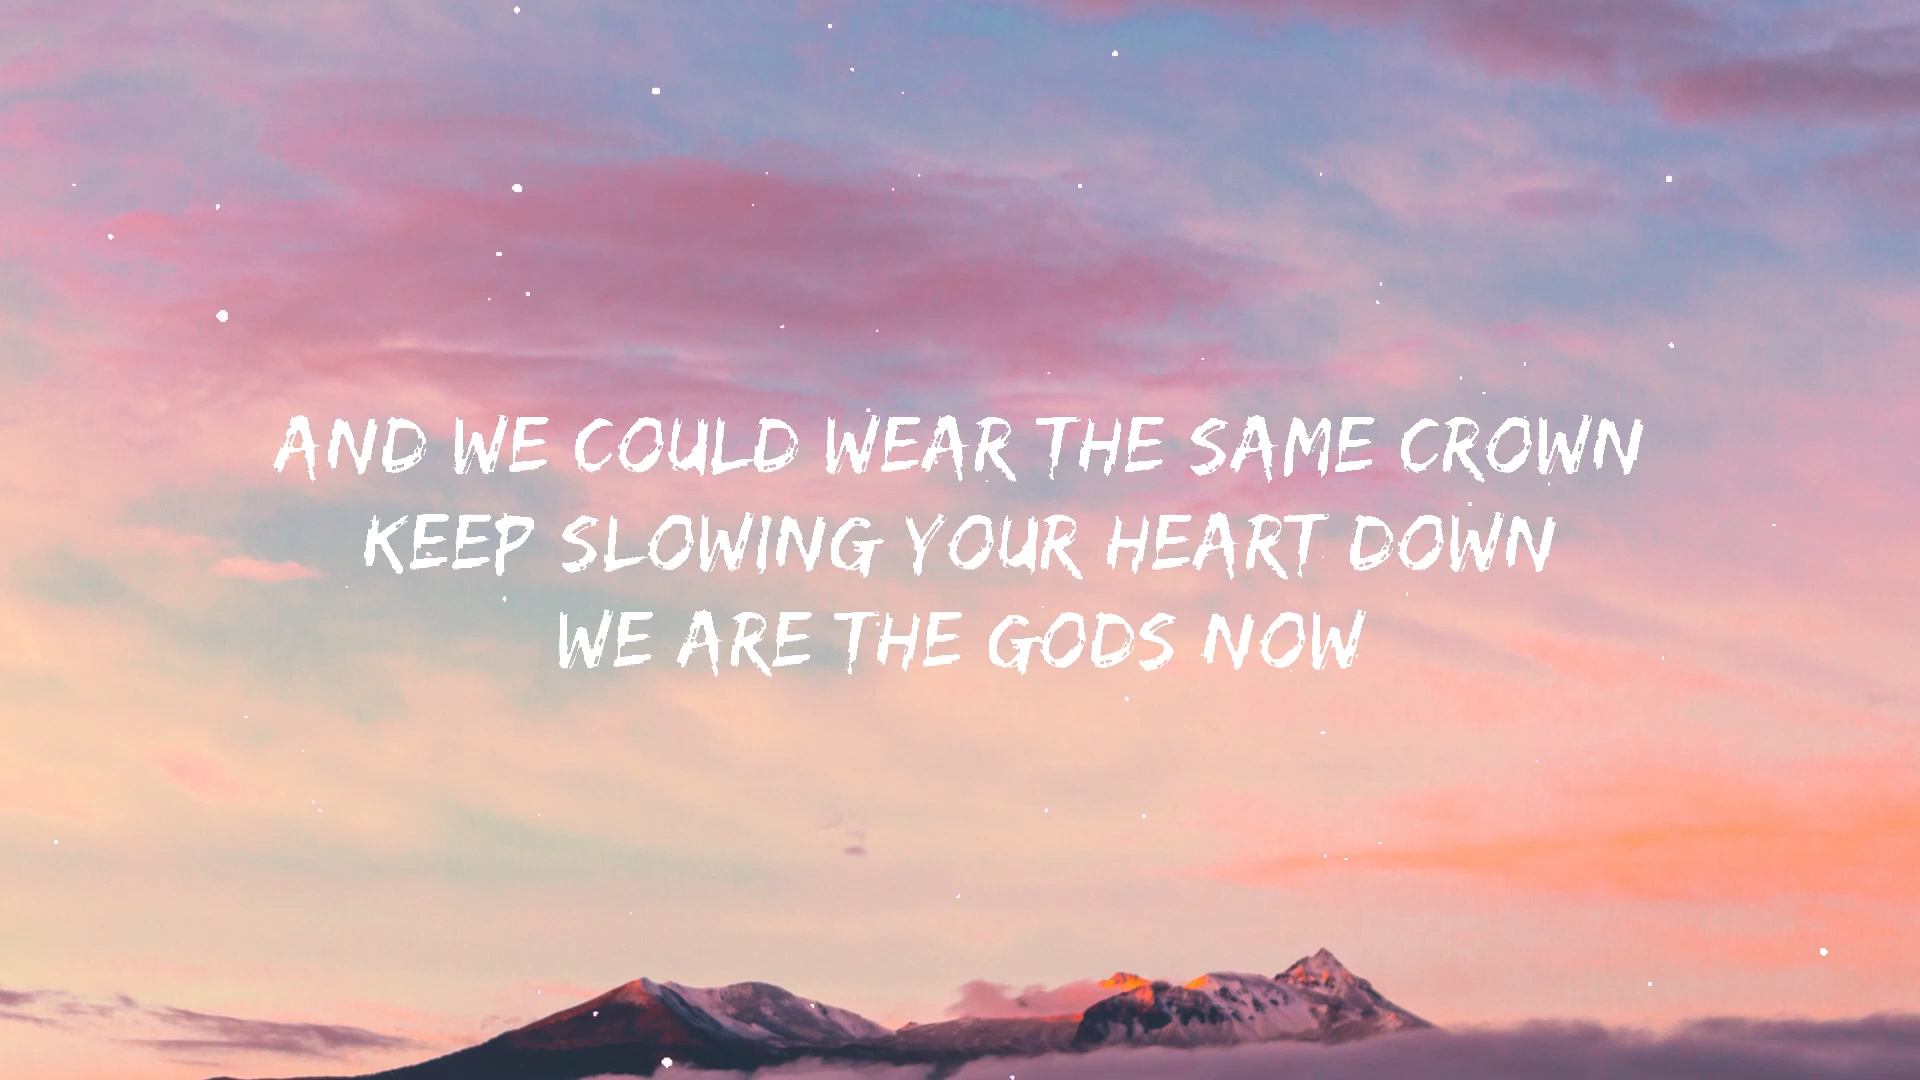 AND WE COULD WEAR THE SAME CROWN
KEEP SLOWING YOUR HEART DOWN
WE ARE THE GODS NOW